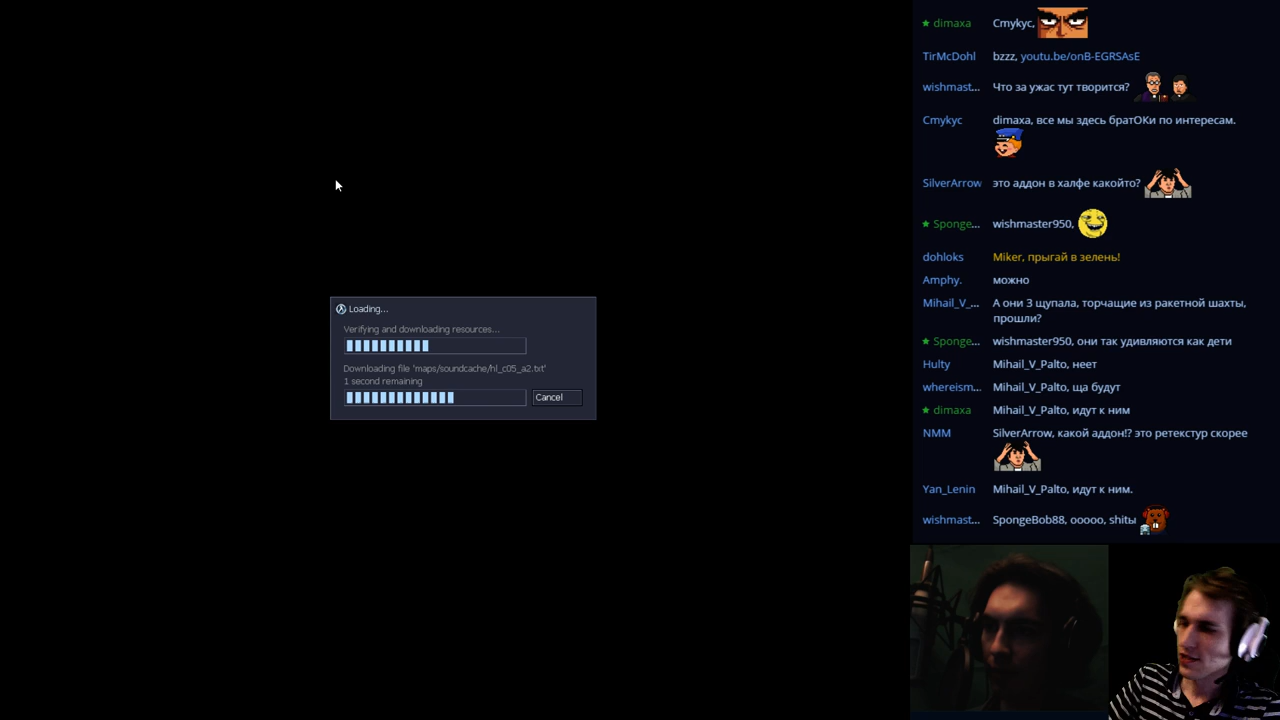 Loading...
Verifying and downloading resources...
Downloading file 'maps/soundcache/hl_c05_a2.txt'
1 second remaining
Cancel
dimaxa Стукус,
TirMcDohl bzzz, youtu.be/onB-EGRSAsE
wishmast... Что за ужас тут творится?
Cmykyc dimaxa, все мы здесь братОКи по интересам.
SilverArrow это аддон в халфе какойто?
Sponge... wishmaster950,
dohloks Miker, прыгай в зелень!
Amphy. можно
Mihail_V_... А они 3 щупала, торчащие из ракетной шахты,
прошли?
Sponge... wishmaster950, они так удивляются как дети
Hulty Mihail_V_Palto, неет
whereism... Mihail_V_Palto, ща будут
dimaxa Mihail_V_Palto, идут к ним
NMM SilverArrow, какой аддон!? это ретекстур скорее
Yan_Lenin Mihail_V_Palto, идут к ним.
wishmast... SpongeBob88, ооооо, shitы